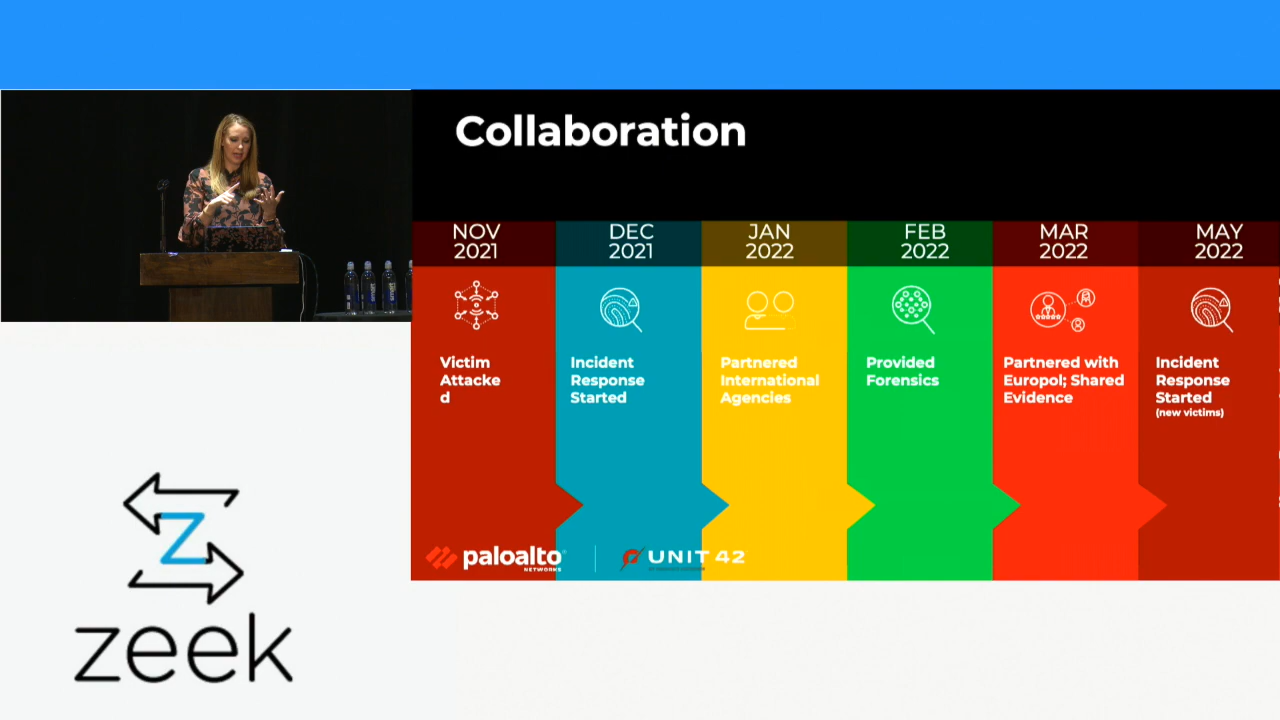 Collaboration
NOV
2021
DEC
2021
JAN
2022
FEB
2022
MAR
2022
MAY
2022
Victim
Attacke
d
Incident
Response
Started
Partnered
International
Agencies
Provided
Forensics
Partnered with
Europol; Shared
Evidence
Incident
Response
Started
(new victims)
paloalto
NETWORKS
UNIT 42
Z
zeek